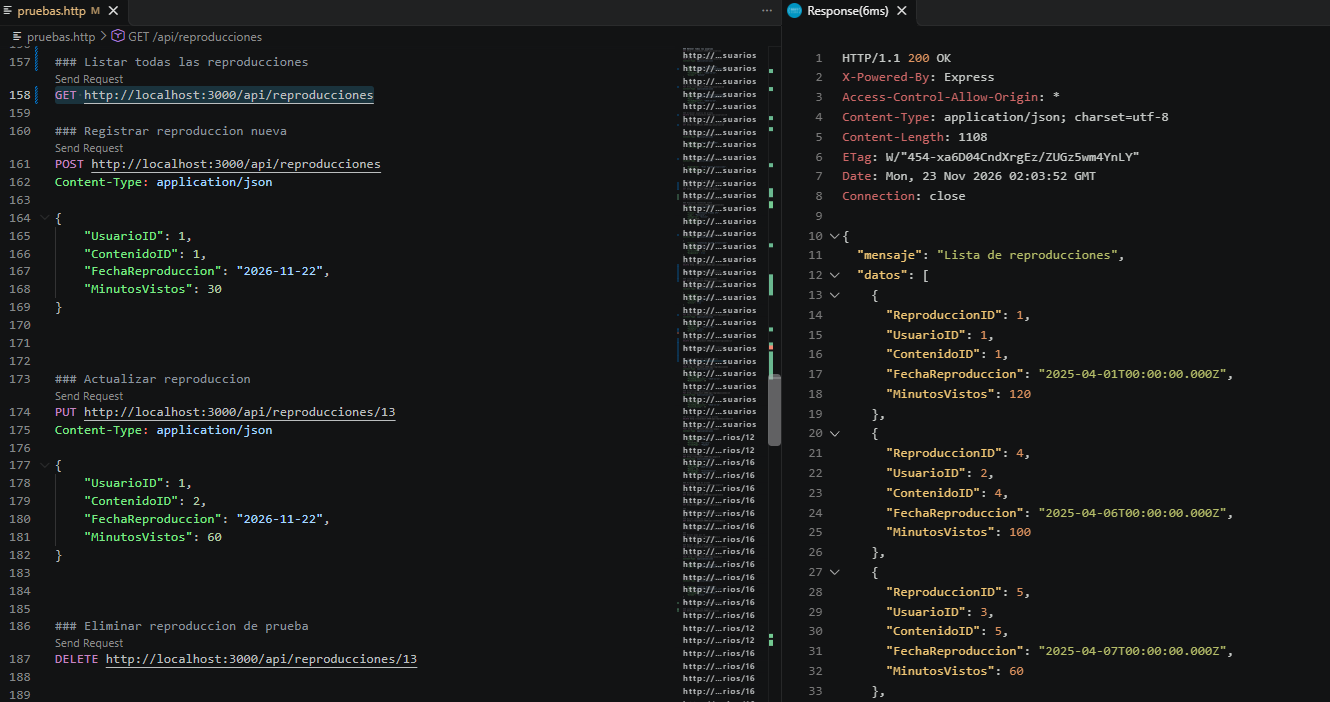 pruebas.http M
pruebas.http > GET /api/reproducciones
157 ### Listar todas las reproducciones
Send Request
158 GET http://localhost:3000/api/reproducciones
159
160 ### Registrar reproduccion nueva
Send Request
161 POST http://localhost:3000/api/reproducciones
162 Content-Type: application/json
163
164 {
165 "UsuarioID": 1,
166 "ContenidoID": 1,
167 "FechaReproduccion": "2026-11-22",
168 "MinutosVistos": 30
169 }
170
171
172
173 ### Actualizar reproduccion
Send Request
174 PUT http://localhost:3000/api/reproducciones/13
175 Content-Type: application/json
176
177 {
178 "UsuarioID": 1,
179 "ContenidoID": 2,
180 "FechaReproduccion": "2026-11-22",
181 "MinutosVistos": 60
182 }
183
184
185
186 ### Eliminar reproduccion de prueba
Send Request
187 DELETE http://localhost:3000/api/reproducciones/13
188
189
Response(6ms)
1 HTTP/1.1 200 OK
2 X-Powered-By: Express
3 Access-Control-Allow-Origin: *
4 Content-Type: application/json; charset=utf-8
5 Content-Length: 1108
6 ETag: W/"454-xa6D04CndXrgEz/ZUGz5wm4YnLY"
7 Date: Mon, 23 Nov 2026 02:03:52 GMT
8 Connection: close
9
10 {
11 "mensaje": "Lista de reproducciones",
12 "datos": [
13 {
14 "ReproduccionID": 1,
15 "UsuarioID": 1,
16 "ContenidoID": 1,
17 "FechaReproduccion": "2025-04-01T00:00:00.000Z",
18 "MinutosVistos": 120
19 },
20 {
21 "ReproduccionID": 4,
22 "UsuarioID": 2,
23 "ContenidoID": 4,
24 "FechaReproduccion": "2025-04-06T00:00:00.000Z",
25 "MinutosVistos": 100
26 },
27 {
28 "ReproduccionID": 5,
29 "UsuarioID": 3,
30 "ContenidoID": 5,
31 "FechaReproduccion": "2025-04-07T00:00:00.000Z",
32 "MinutosVistos": 60
33 },